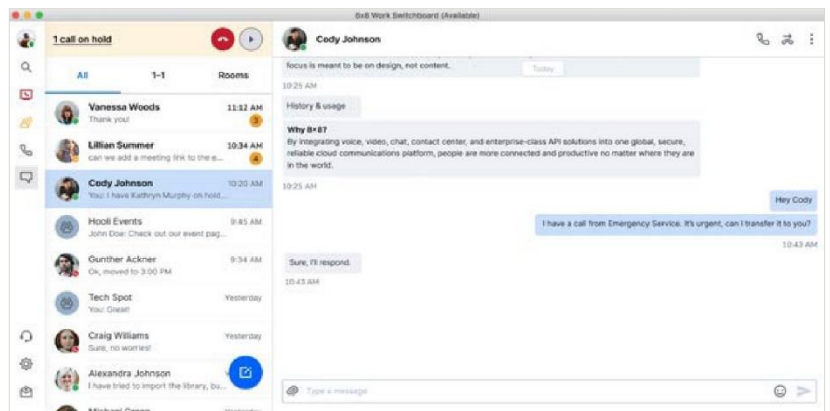 8x8 Work Switchboard (Available)
1 call on hold
All
1-1
Rooms
Vanessa Woods
11:12 AM
Thank you!
3
Lillian Summer
10:34 AM
can we add a meeting link to the e...
4
Cody Johnson
10:20 AM
You: I have Kathryn Murphy on hold...
Hooli Events
9:45 AM
John Doe: Check out our event pag...
Gunther Ackner
9:34 AM
Ok, moved to 3:00 PM
Tech Spot
Yesterday
You: Great!
Craig Williams
Yesterday
Sure, no worries!
Alexandra Johnson
I have tried to import the library, bu...
Cody Johnson
focus is meant to be on design, not content.
Today
10:25 AM
History & usage
Why 8×8?
By integrating voice, video, chat, contact center, and enterprise-class API solutions into one global, secure,
reliable cloud communications platform, people are more connected and productive no matter where they are
in the world.
10:25 AM
Hey Cody
I have a call from Emergency Service. It's urgent, can I transfer it to you?
10:43 AM
Sure, I'll respond.
10:43 AM
Type a message